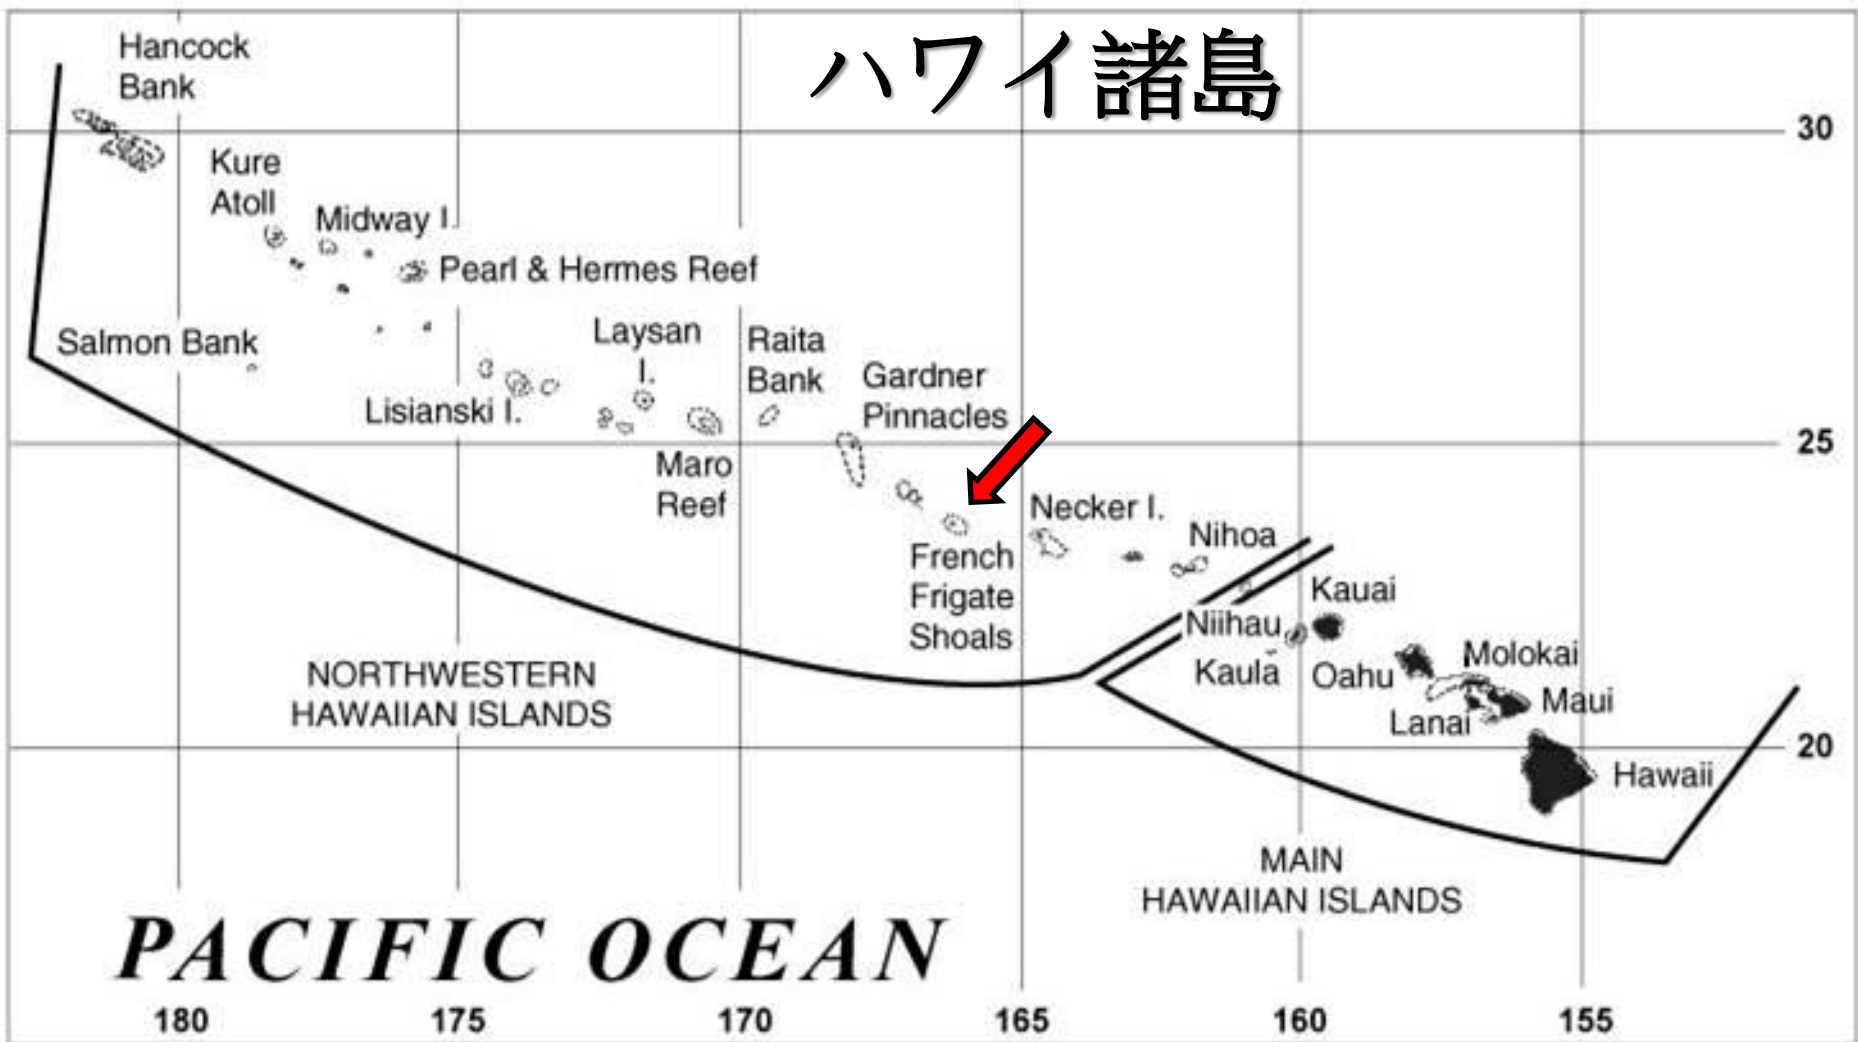 ハワイ諸島
Hancock
Bank
30
Kure
Atoll
Midway I.
Pearl & Hermes Reef
Salmon Bank
Laysan
I.
Raita
Bank
Gardner
Pinnacles
Lisianski I.
25
Maro
Reef
Necker I.
Nihoa
French
Frigate
Shoals
Kauai
Niihau
Kaula
Oahu
Molokai
Maui
Lanai
NORTHWESTERN
HAWAIIAN ISLANDS
20
Hawaii
MAIN
HAWAIIAN ISLANDS
PACIFIC OCEAN
180
175
170
165
160
155